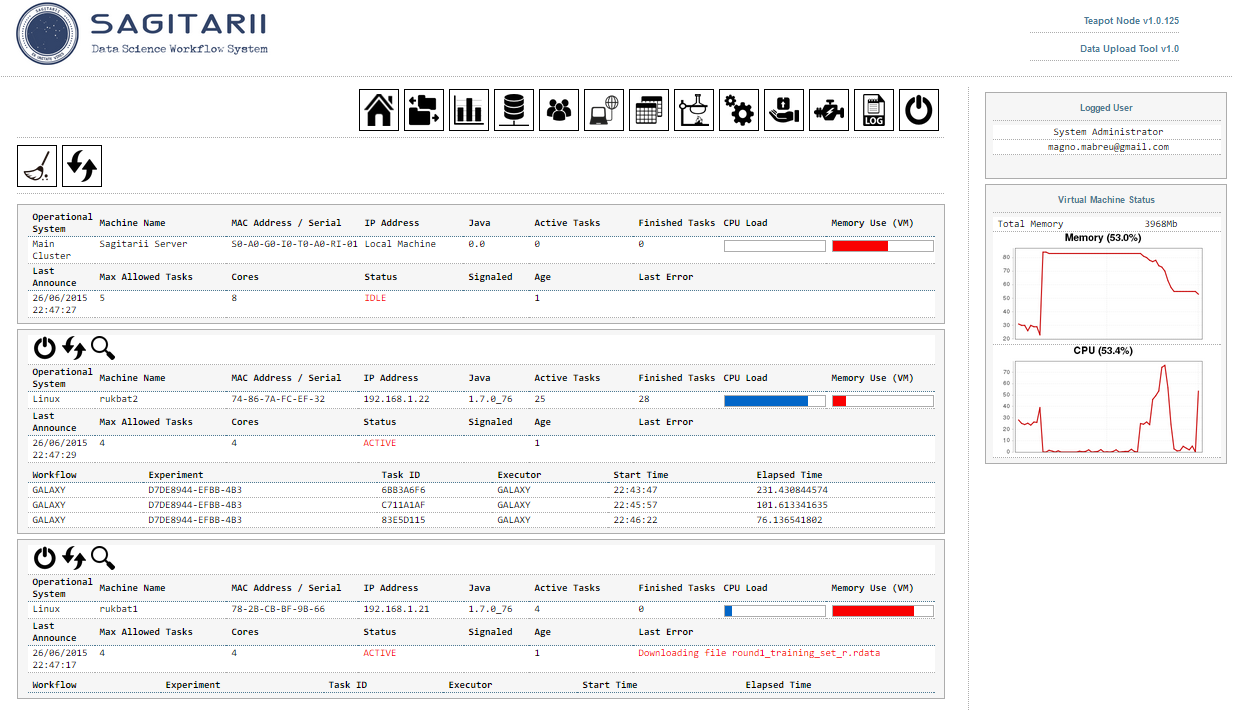 SAGITARII
Data Science Workflow System
Teapot Node v1.0.125
Data Upload Tool v1.0
LOG
Logged User
System Administrator
magno.mabreu@gmail.com
Operational System Machine Name MAC Address / Serial IP Address Java Active Tasks Finished Tasks CPU Load Memory Use (VM)
Main Cluster Sagitarii Server S0-A0-G0-I0-T0-A0-RI-01 Local Machine 0.0 0 0
Last Announce Max Allowed Tasks Cores Status Signaled Age Last Error
26/06/2015 22:47:27 5 8 IDLE 1
Operational System Machine Name MAC Address / Serial IP Address Java Active Tasks Finished Tasks CPU Load Memory Use (VM)
Linux rukbat2 74-86-7A-FC-EF-32 192.168.1.22 1.7.0_76 25 28
Last Announce Max Allowed Tasks Cores Status Signaled Age Last Error
26/06/2015 22:47:29 4 4 ACTIVE 1
Workflow Experiment Task ID Executor Start Time Elapsed Time
GALAXY D7DE8944-EFBB-4B3 6BB3A6F6 GALAXY 22:43:47 231.430844574
GALAXY D7DE8944-EFBB-4B3 C711A1AF GALAXY 22:45:57 101.613341635
GALAXY D7DE8944-EFBB-4B3 83E5D115 GALAXY 22:46:22 76.136541802
Operational System Machine Name MAC Address / Serial IP Address Java Active Tasks Finished Tasks CPU Load Memory Use (VM)
Linux rukbat1 78-2B-CB-BF-9B-66 192.168.1.21 1.7.0_76 4 0
Last Announce Max Allowed Tasks Cores Status Signaled Age Last Error
26/06/2015 22:47:17 4 4 ACTIVE 1 Downloading file round1_training_set_r.rdata
Workflow Experiment Task ID Executor Start Time Elapsed Time
Virtual Machine Status
Total Memory 3968Mb
Memory (53.0%)
80
70
60
50
40
30
20
CPU (53.4%)
70
60
50
40
30
20
10
0